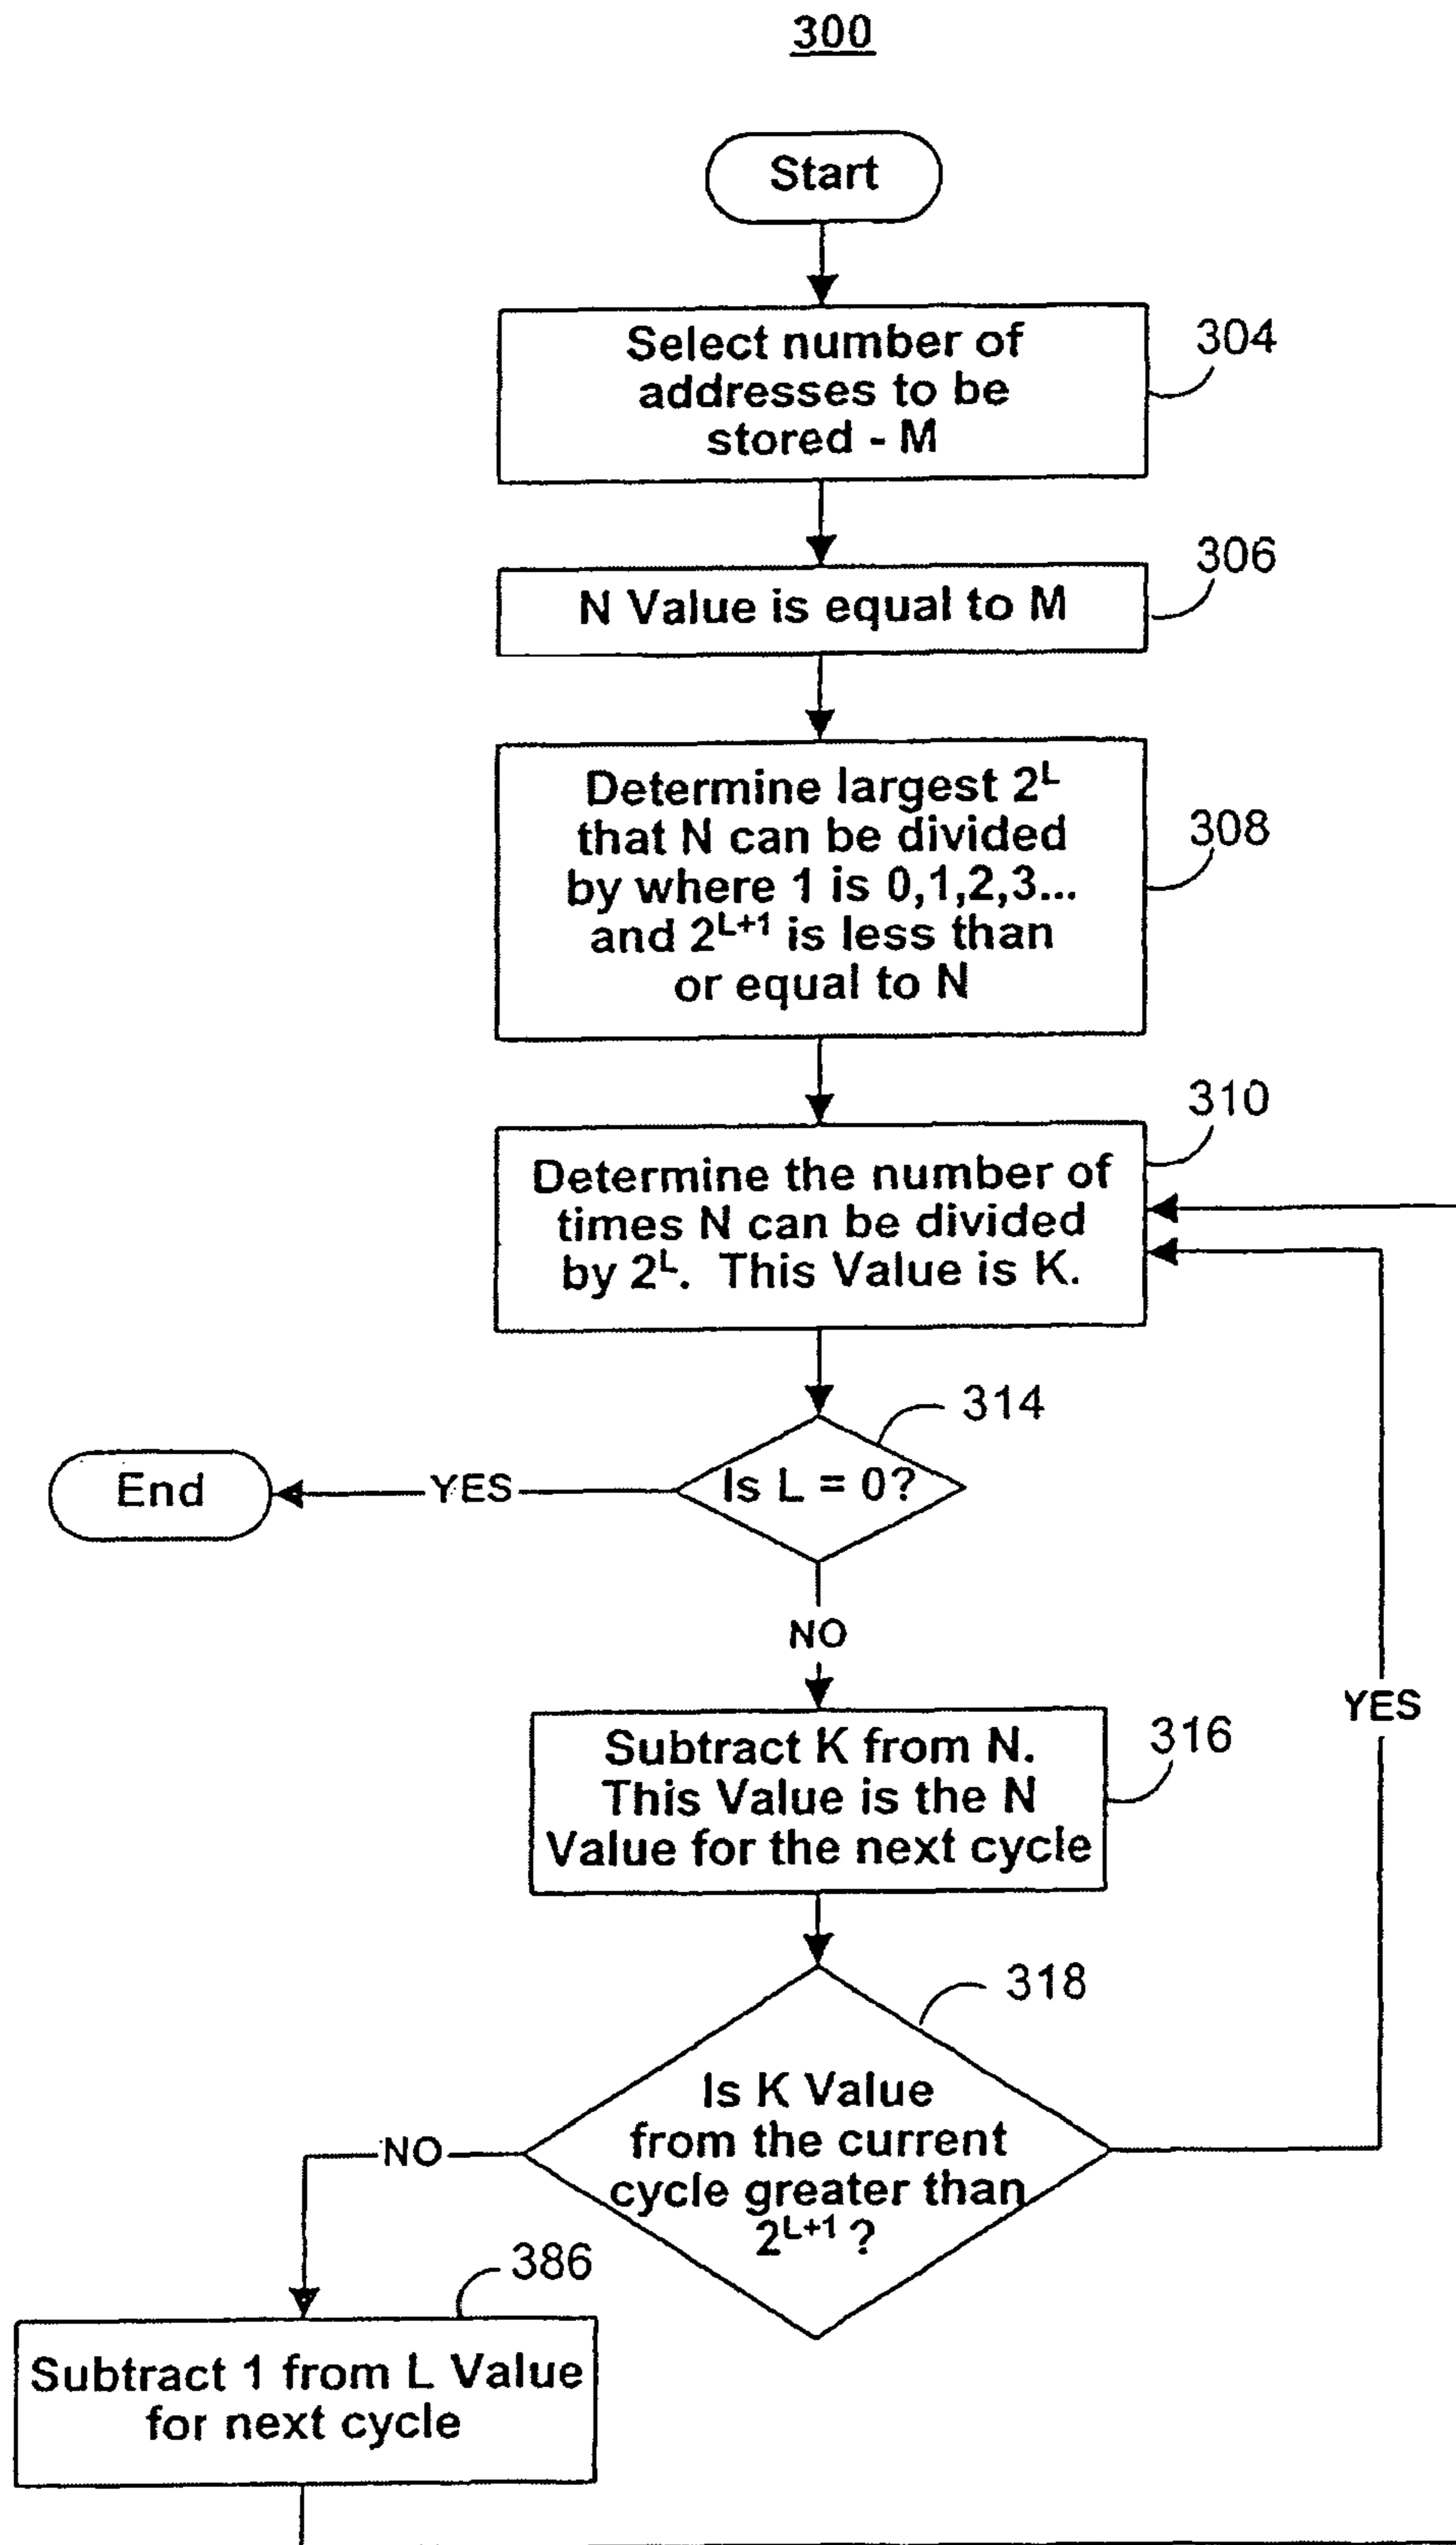 300
Start
Select number of
addresses to be
stored - M
304
N Value is equal to M
306
Determine largest 2^L
that N can be divided
by where 1 is 0,1,2,3...
and 2^L+1 is less than
or equal to N
308
Determine the number of
times N can be divided
by 2^L. This Value is K.
310
Is L = 0?
314
YES
End
NO
Subtract K from N.
This Value is the N
Value for the next cycle
316
YES
Is K Value
from the current
cycle greater than
2^L+1 ?
318
NO
Subtract 1 from L Value
for next cycle
386